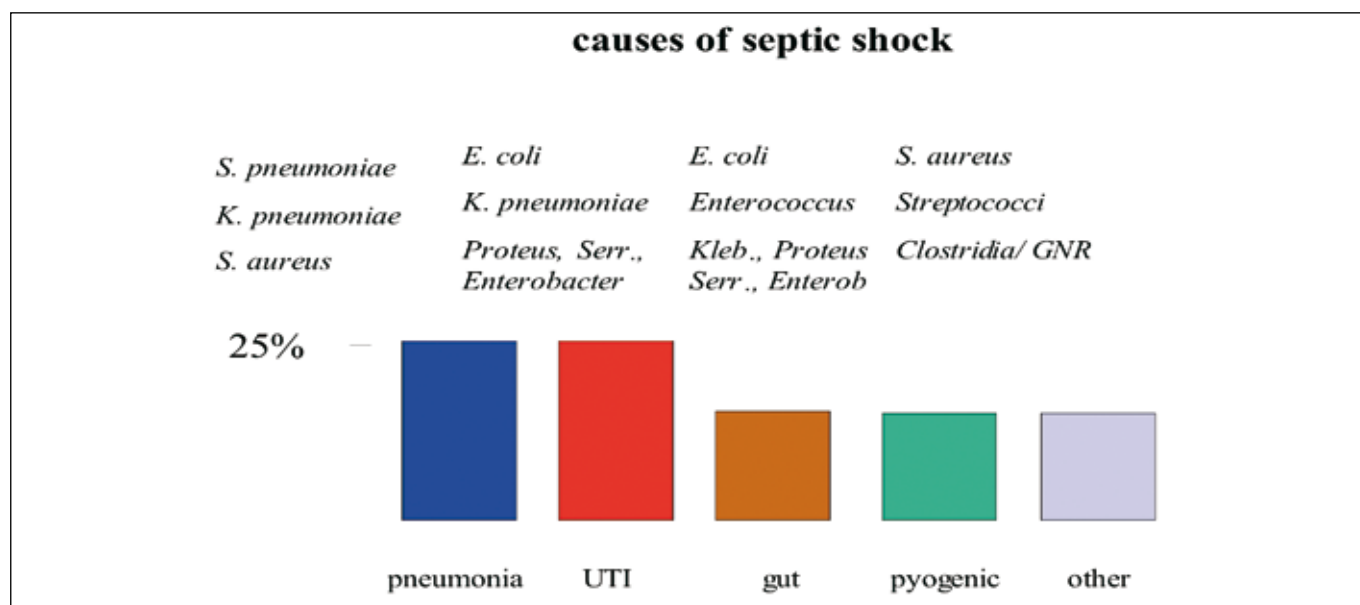 causes of septic shock
S. pneumoniae
K. pneumoniae
S. aureus
E. coli
K. pneumoniae
Proteus, Serr.,
Enterobacter
E. coli
Enterococcus
Kleb., Proteus
Serr., Enterob
S. aureus
Streptococci
Clostridia/ GNR
25%
pneumonia
UTI
gut
pyogenic
other